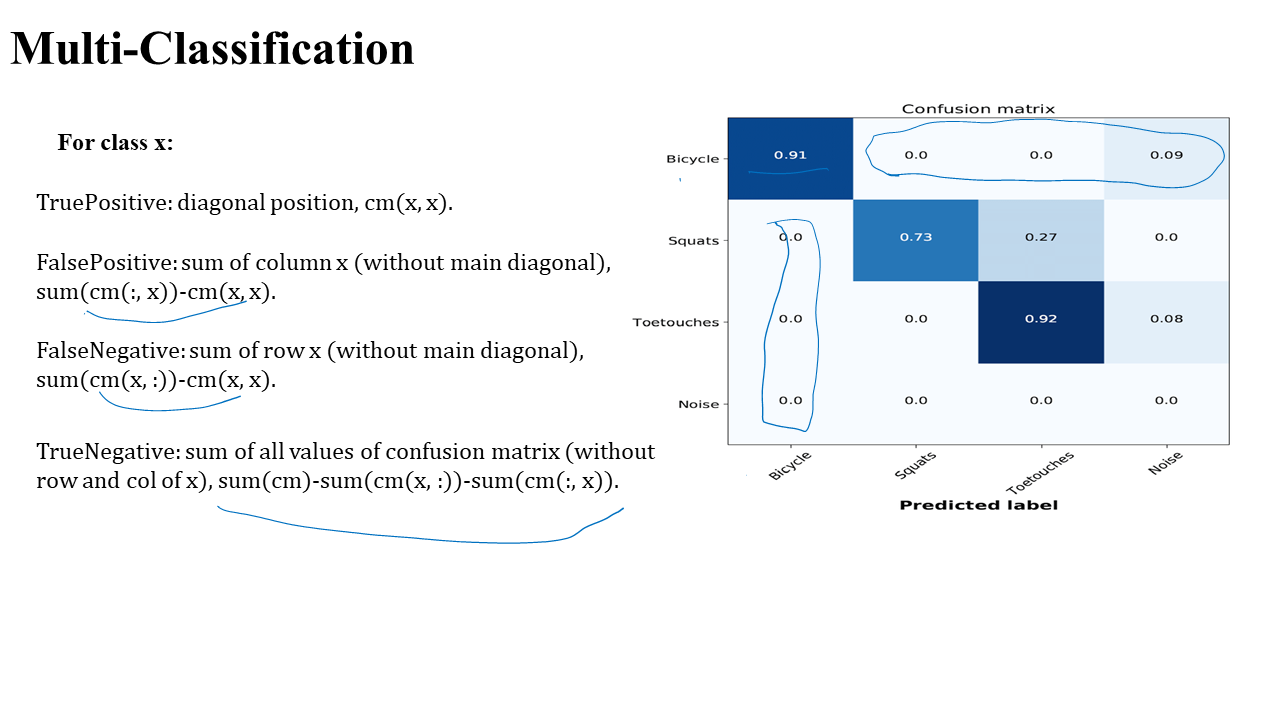 Multi-Classification
For class x:
TruePositive: diagonal position, cm(x, x).
FalsePositive: sum of column x (without main diagonal),
sum(cm(:, x))-cm(x, x).
FalseNegative: sum of row x (without main diagonal),
sum(cm(x, :))-cm(x, x).
TrueNegative: sum of all values of confusion matrix (without
row and col of x), sum(cm)-sum(cm(x, :))-sum(cm(:, x)).
Confusion matrix
Bicycle 0.91 0.0 0.0 0.09
Squats 0.0 0.73 0.27 0.0
Toetouches 0.0 0.0 0.92 0.08
Noise 0.0 0.0 0.0 0.0
Bicycle Squats Toetouches Noise
Predicted label